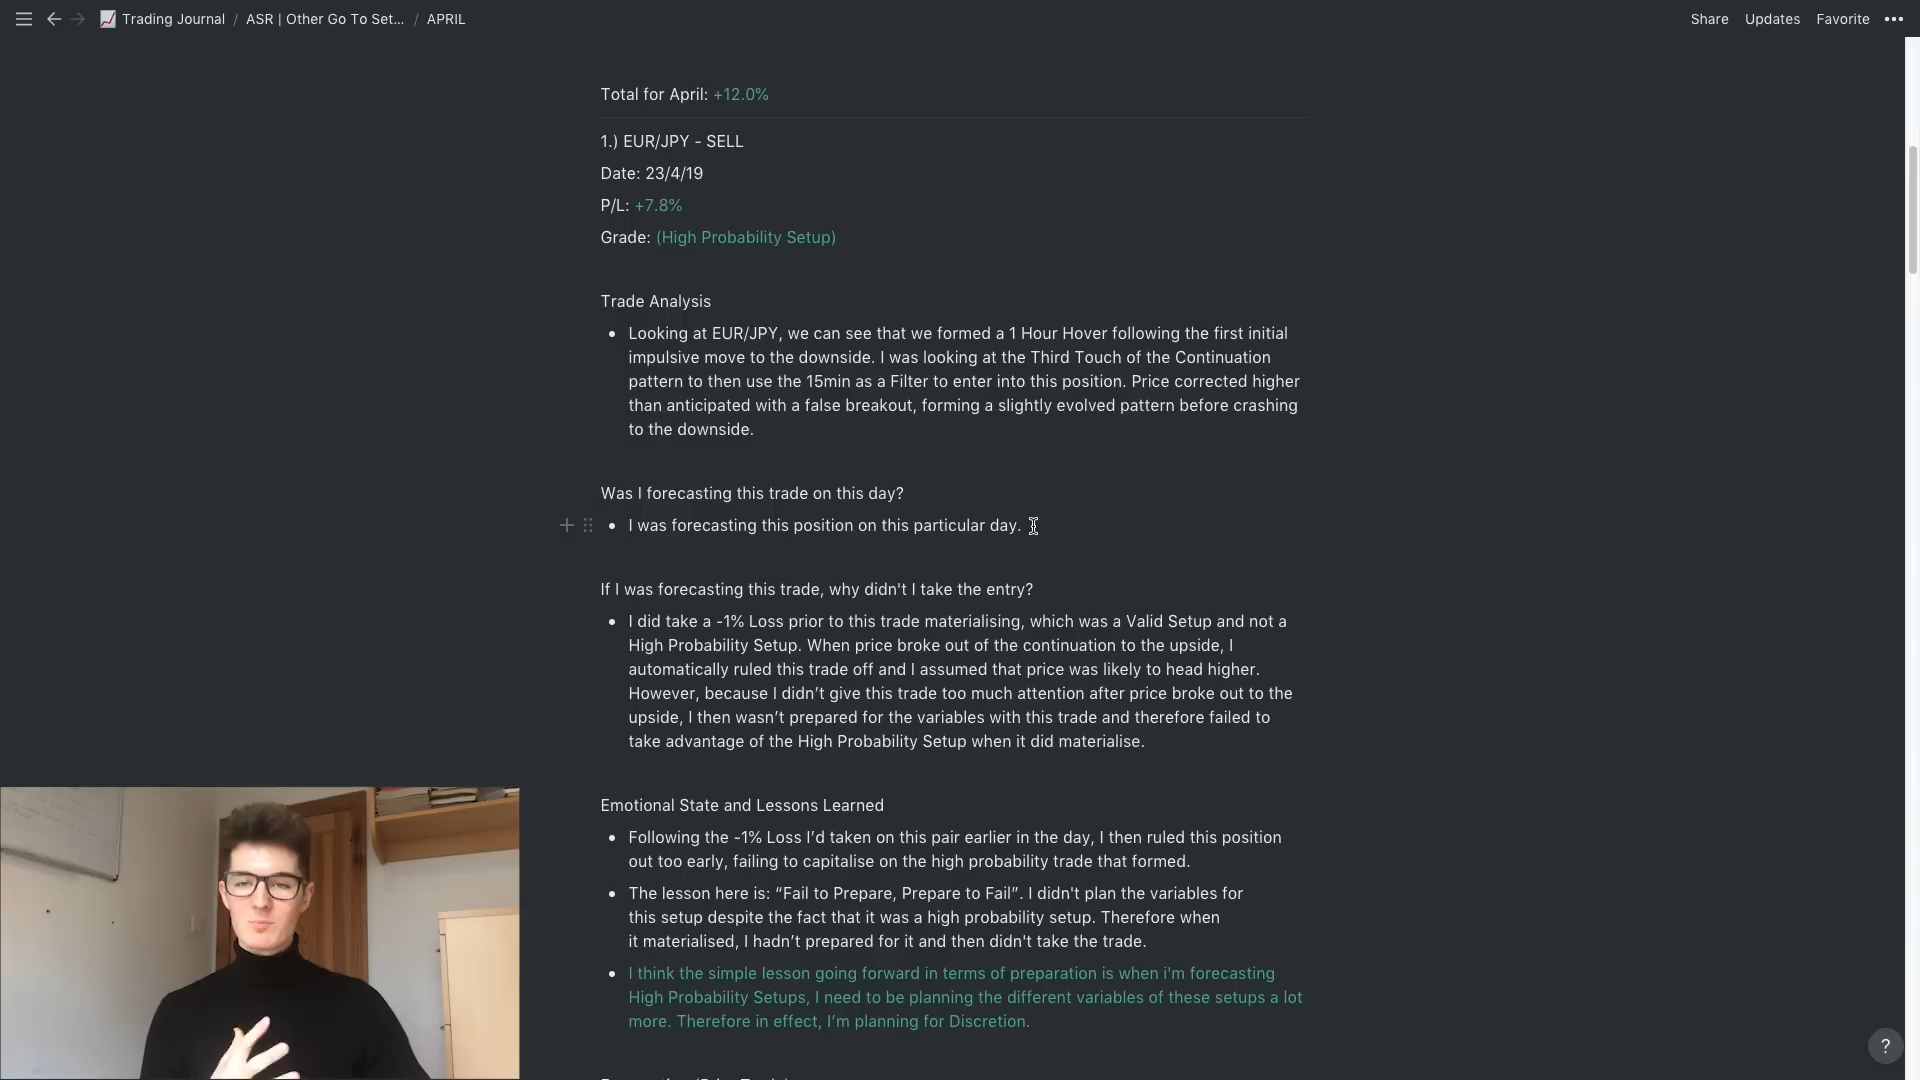 Trading Journal / ASR | Other Go To Set... / APRIL
Share Updates Favorite
Total for April: +12.0%
1.) EUR/JPY - SELL
Date: 23/4/19
P/L: +7.8%
Grade: (High Probability Setup)
Trade Analysis
Looking at EUR/JPY, we can see that we formed a 1 Hour Hover following the first initial
impulsive move to the downside. I was looking at the Third Touch of the Continuation
pattern to then use the 15min as a Filter to enter into this position. Price corrected higher
than anticipated with a false breakout, forming a slightly evolved pattern before crashing
to the downside.
Was I forecasting this trade on this day?
I was forecasting this position on this particular day.
If I was forecasting this trade, why didn't I take the entry?
I did take a -1% Loss prior to this trade materialising, which was a Valid Setup and not a
High Probability Setup. When price broke out of the continuation to the upside, I
automatically ruled this trade off and I assumed that price was likely to head higher.
However, because I didn’t give this trade too much attention after price broke out to the
upside, I then wasn’t prepared for the variables with this trade and therefore failed to
take advantage of the High Probability Setup when it did materialise.
Emotional State and Lessons Learned
Following the -1% Loss I’d taken on this pair earlier in the day, I then ruled this position
out too early, failing to capitalise on the high probability trade that formed.
The lesson here is: “Fail to Prepare, Prepare to Fail”. I didn't plan the variables for
this setup despite the fact that it was a high probability setup. Therefore when
it materialised, I hadn’t prepared for it and then didn't take the trade.
I think the simple lesson going forward in terms of preparation is when i'm forecasting
High Probability Setups, I need to be planning the different variables of these setups a lot
more. Therefore in effect, I’m planning for Discretion.
?